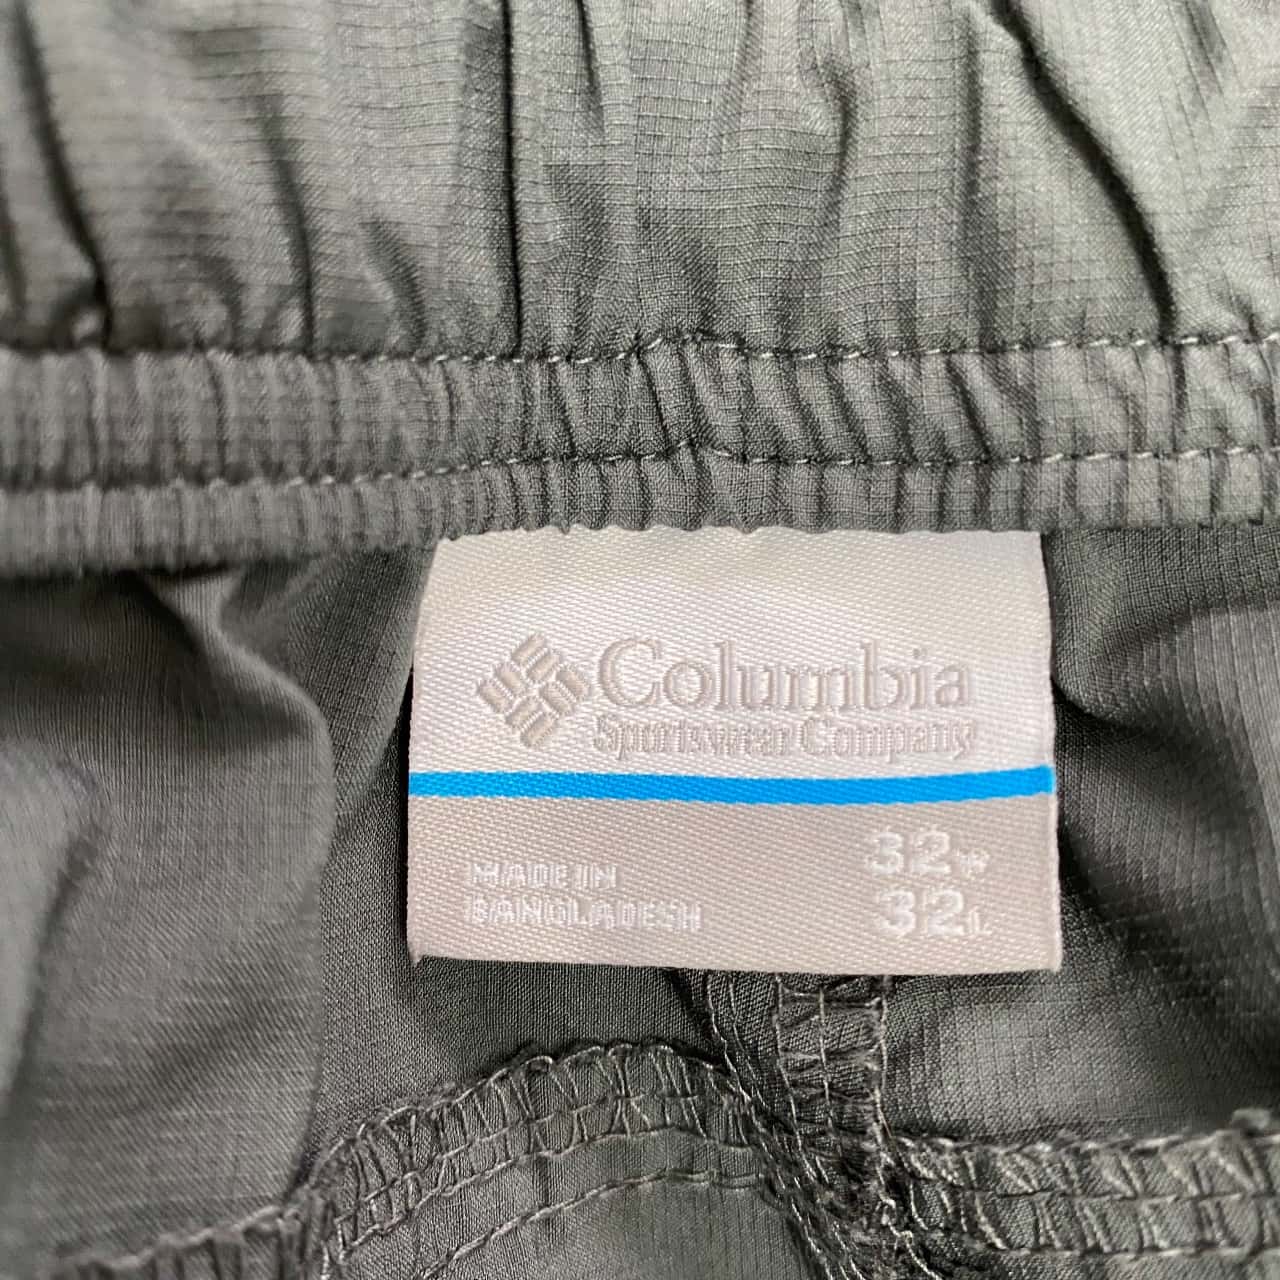 Columbia
Sportswear Company
32W
MADE IN
BANGLADESH
32L